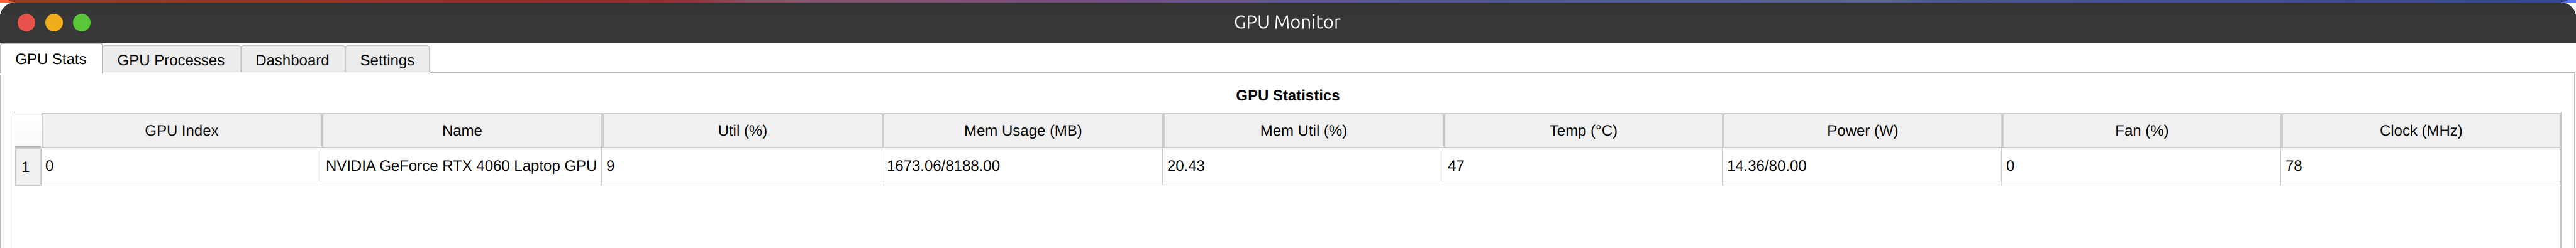 GPU Monitor
GPU Stats GPU Processes Dashboard Settings
GPU Statistics
GPU Index Name Util (%) Mem Usage (MB) Mem Util (%) Temp (°C) Power (W) Fan (%) Clock (MHz)
1 0 NVIDIA GeForce RTX 4060 Laptop GPU 9 1673.06/8188.00 20.43 47 14.36/80.00 0 78